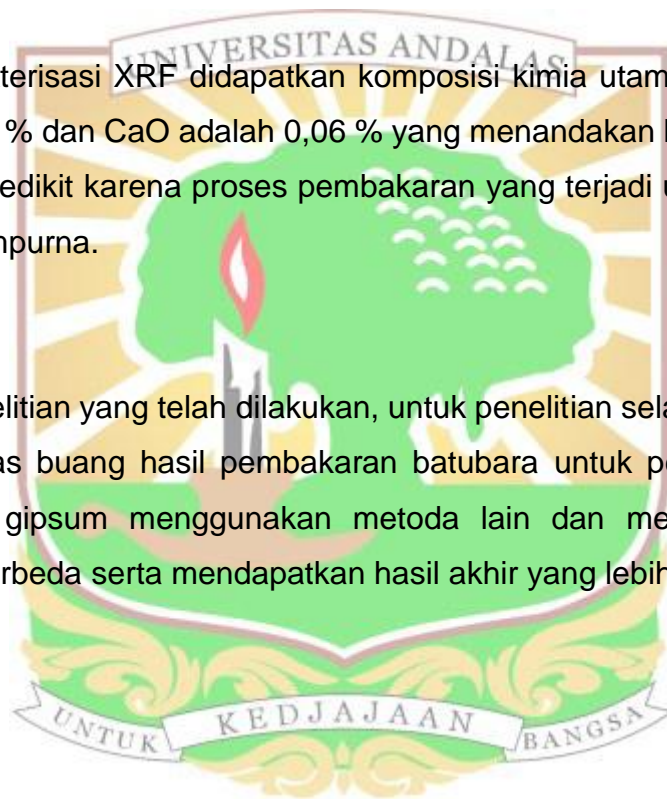 UNIVERSITAS ANDALAS
terisasi XRF didapatkan komposisi kimia utam
% dan CaO adalah 0,06 % yang menandakan
edikit karena proses pembakaran yang terjadi
npurna.
elitian yang telah dilakukan, untuk penelitian sela
as buang hasil pembakaran batubara untuk pe
gipsum menggunakan metoda lain dan me
rbeda serta mendapatkan hasil akhir yang lebih
UNTUK KEDJAJAAN BANGSA